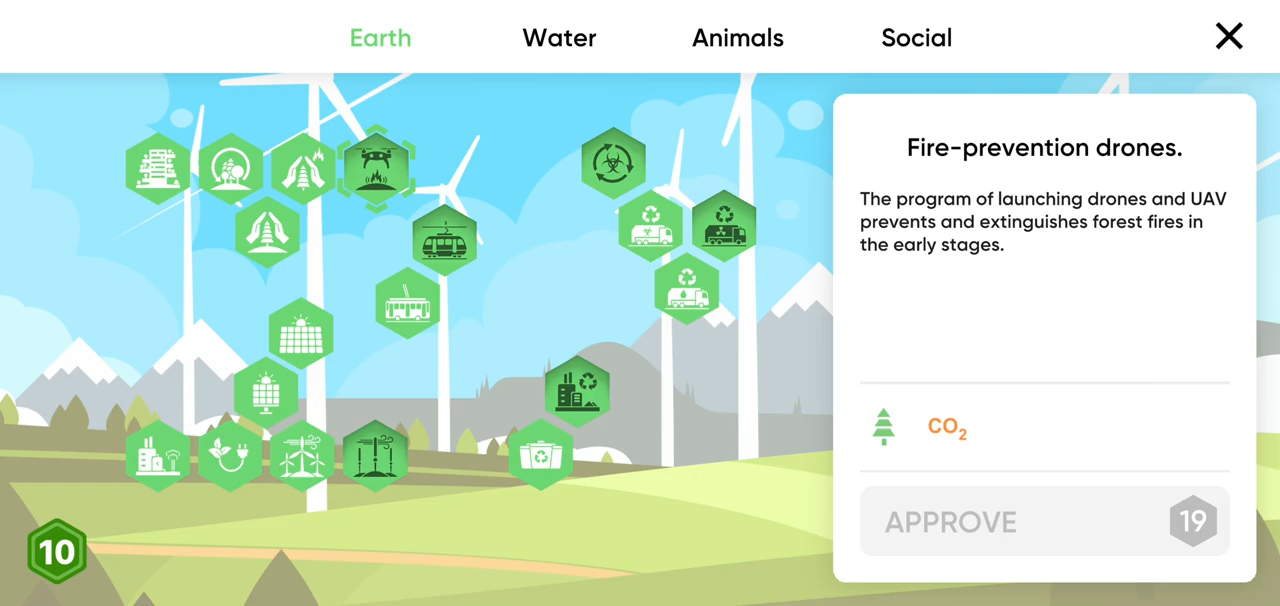 Earth Water Animals Social
Fire-prevention drones.
The program of launching drones and UAV
prevents and extinguishes forest fires in
the early stages.
CO2
APPROVE 19
10